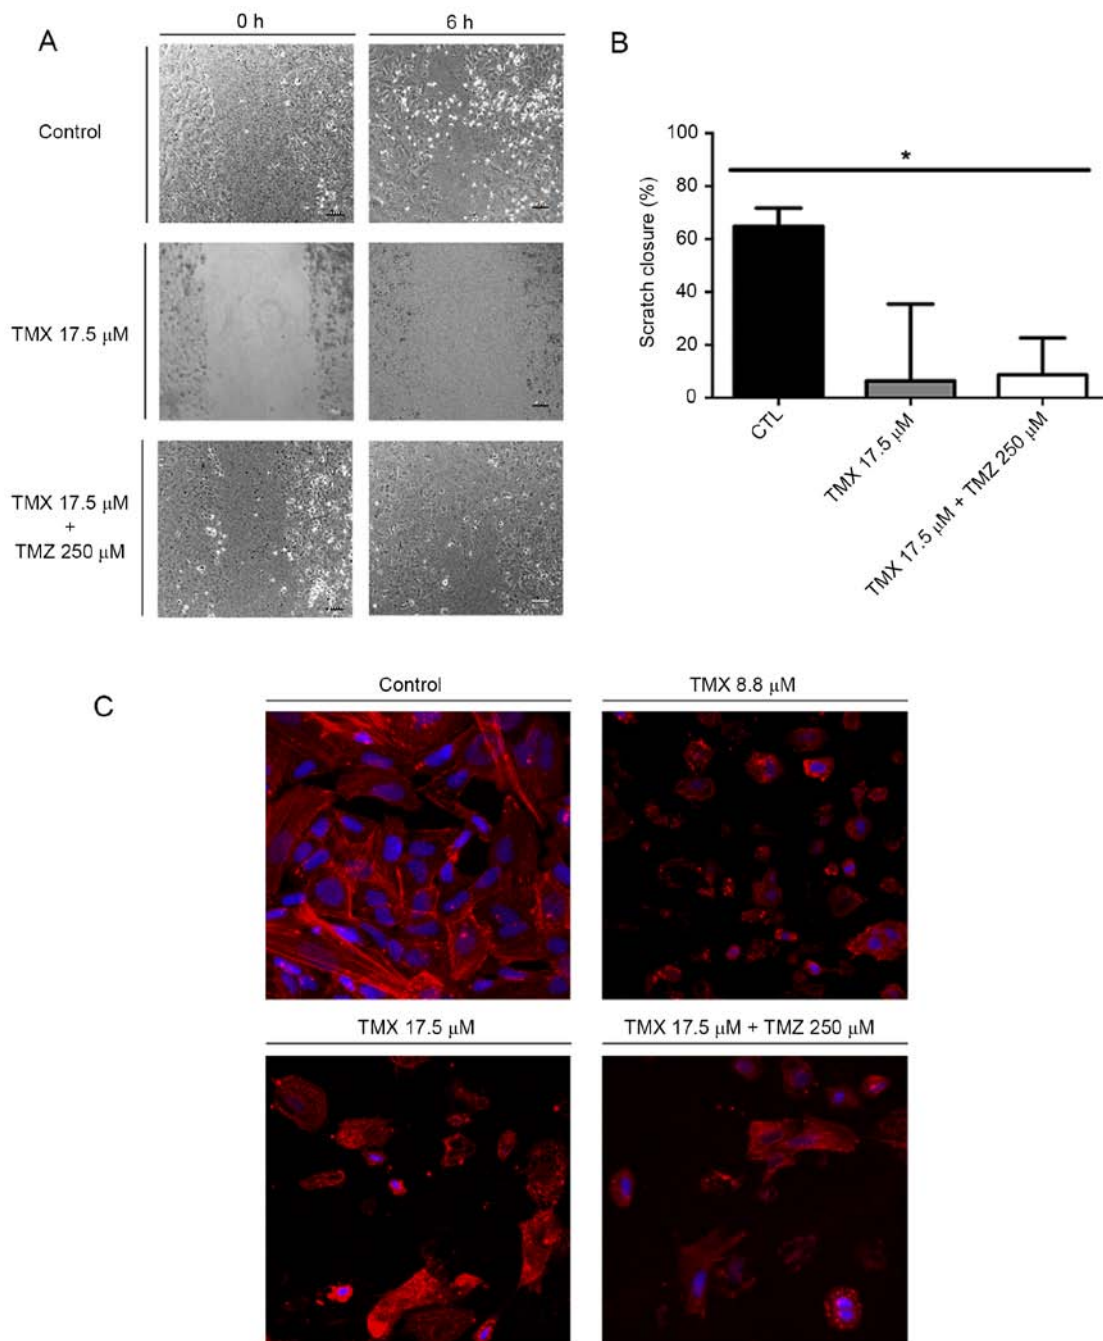 A
0 h
6 h
Control
TMX 17.5 μM
TMX 17.5 μM
+
TMZ 250 μM
B
Scratch closure (%)
100
80
60
40
20
0
*
CTL
TMX 17.5 μM
TMX 17.5 μM + TMZ 250 μM
C
Control
TMX 8.8 μM
TMX 17.5 μM
TMX 17.5 μM + TMZ 250 μM